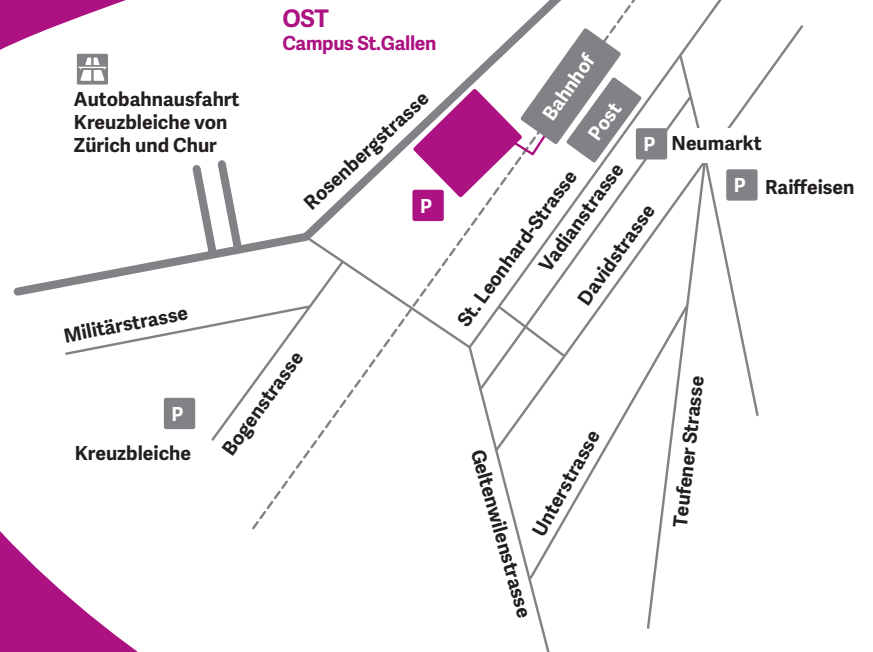 OST
Campus St.Gallen
Autobahnausfahrt
Kreuzbleiche von
Zürich und Chur
Rosenbergstrasse
Bahnhof
Post
P
Neumarkt
P
Raiffeisen
P
St. Leonhard-Strasse
Vadianstrasse
Davidstrasse
Militärstrasse
Bogenstrasse
P
Kreuzbleiche
Geltenwilenstrasse
Unterstrasse
Teufener Strasse